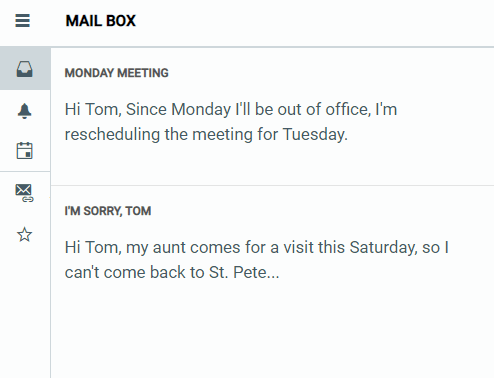 MAIL BOX
MONDAY MEETING
Hi Tom, Since Monday I'll be out of office, I'm
rescheduling the meeting for Tuesday.
I'M SORRY, TOM
Hi Tom, my aunt comes for a visit this Saturday, so I
can't come back to St. Pete...